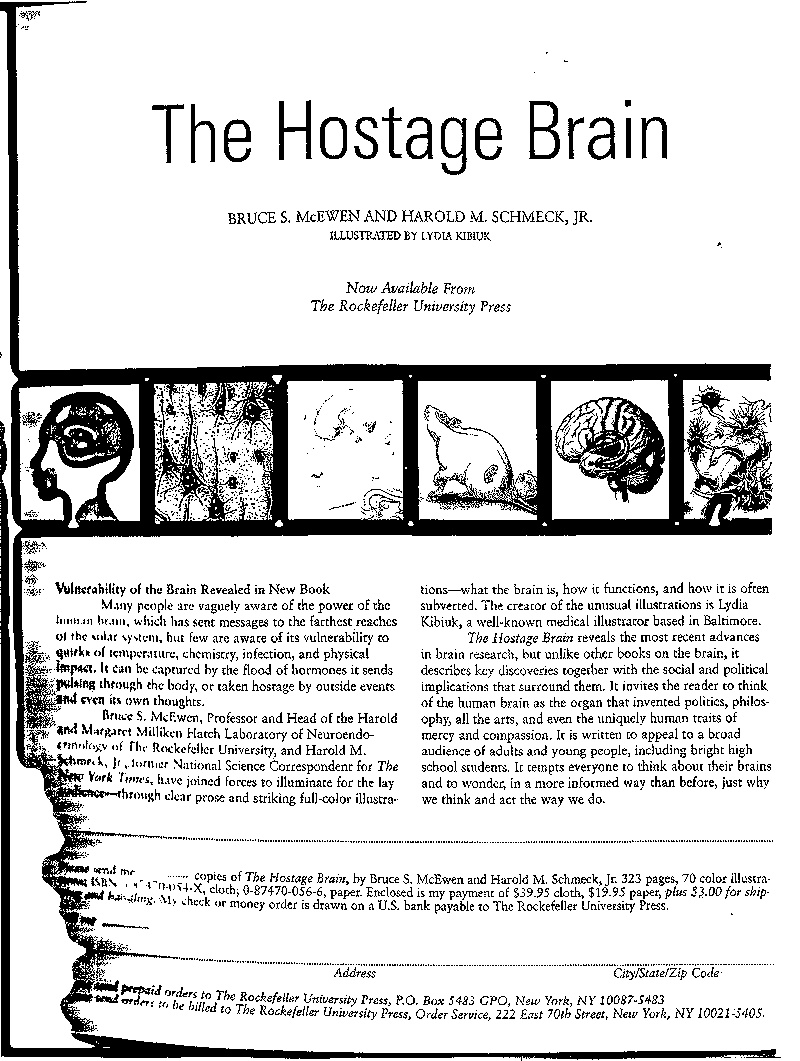 The Hostage Brain
BRUCE S. McEWEN AND HAROLD M. SCHMECK, JR.
ILLUSTRATED BY LYDIA KIBIUK
Now Available From
The Rockefeller University Press
Vulnerability of the Brain Revealed in New Book
Many people are vaguely aware of the power of the
human brain, which has sent messages to the farthest reaches
of the solar system, but few are aware of its vulnerability to
quirks of temperature, chemistry, infection, and physical
impact. It can be captured by the flood of hormones it sends
pulsing through the body, or taken hostage by outside events
and even its own thoughts.
Bruce S. McEwen, Professor and Head of the Harold
and Margaret Milliken Hatch Laboratory of Neuroendo-
crinology of The Rockefeller University, and Harold M.
Schmeck, Jr., former National Science Correspondent for The
New York Times, have joined forces to illuminate for the lay
audience—through clear prose and striking full-color illustra-
tions—what the brain is, how it functions, and how it is often
subverted. The creator of the unusual illustrations is Lydia
Kibiuk, a well-known medical illustrator based in Baltimore.
The Hostage Brain reveals the most recent advances
in brain research, but unlike other books on the brain, it
describes key discoveries together with the social and political
implications that surround them. It invites the reader to think
of the human brain as the organ that invented politics, philos-
ophy, all the arts, and even the uniquely human traits of
mercy and compassion. It is written to appeal to a broad
audience of adults and young people, including bright high
school students. It tempts everyone to think about their brains
and to wonder, in a more informed way than before, just why
we think and act the way we do.
send me ...... copies of The Hostage Brain, by Bruce S. McEwen and Harold M. Schmeck, Jr. 323 pages, 70 color illustra-
ISBN cloth; 0-87470-056-6, paper. Enclosed is my payment of $39.95 cloth, $19.95 paper, plus $3.00 for ship-
and handling. My check or money order is drawn on a U.S. bank payable to The Rockefeller University Press.
Address City/State/Zip Code
send prepaid orders to The Rockefeller University Press, P.O. Box 5483 GPO, New York, NY 10087-5483
send orders to be billed to The Rockefeller University Press, Order Service, 222 East 70th Street, New York, NY 10021-5405.